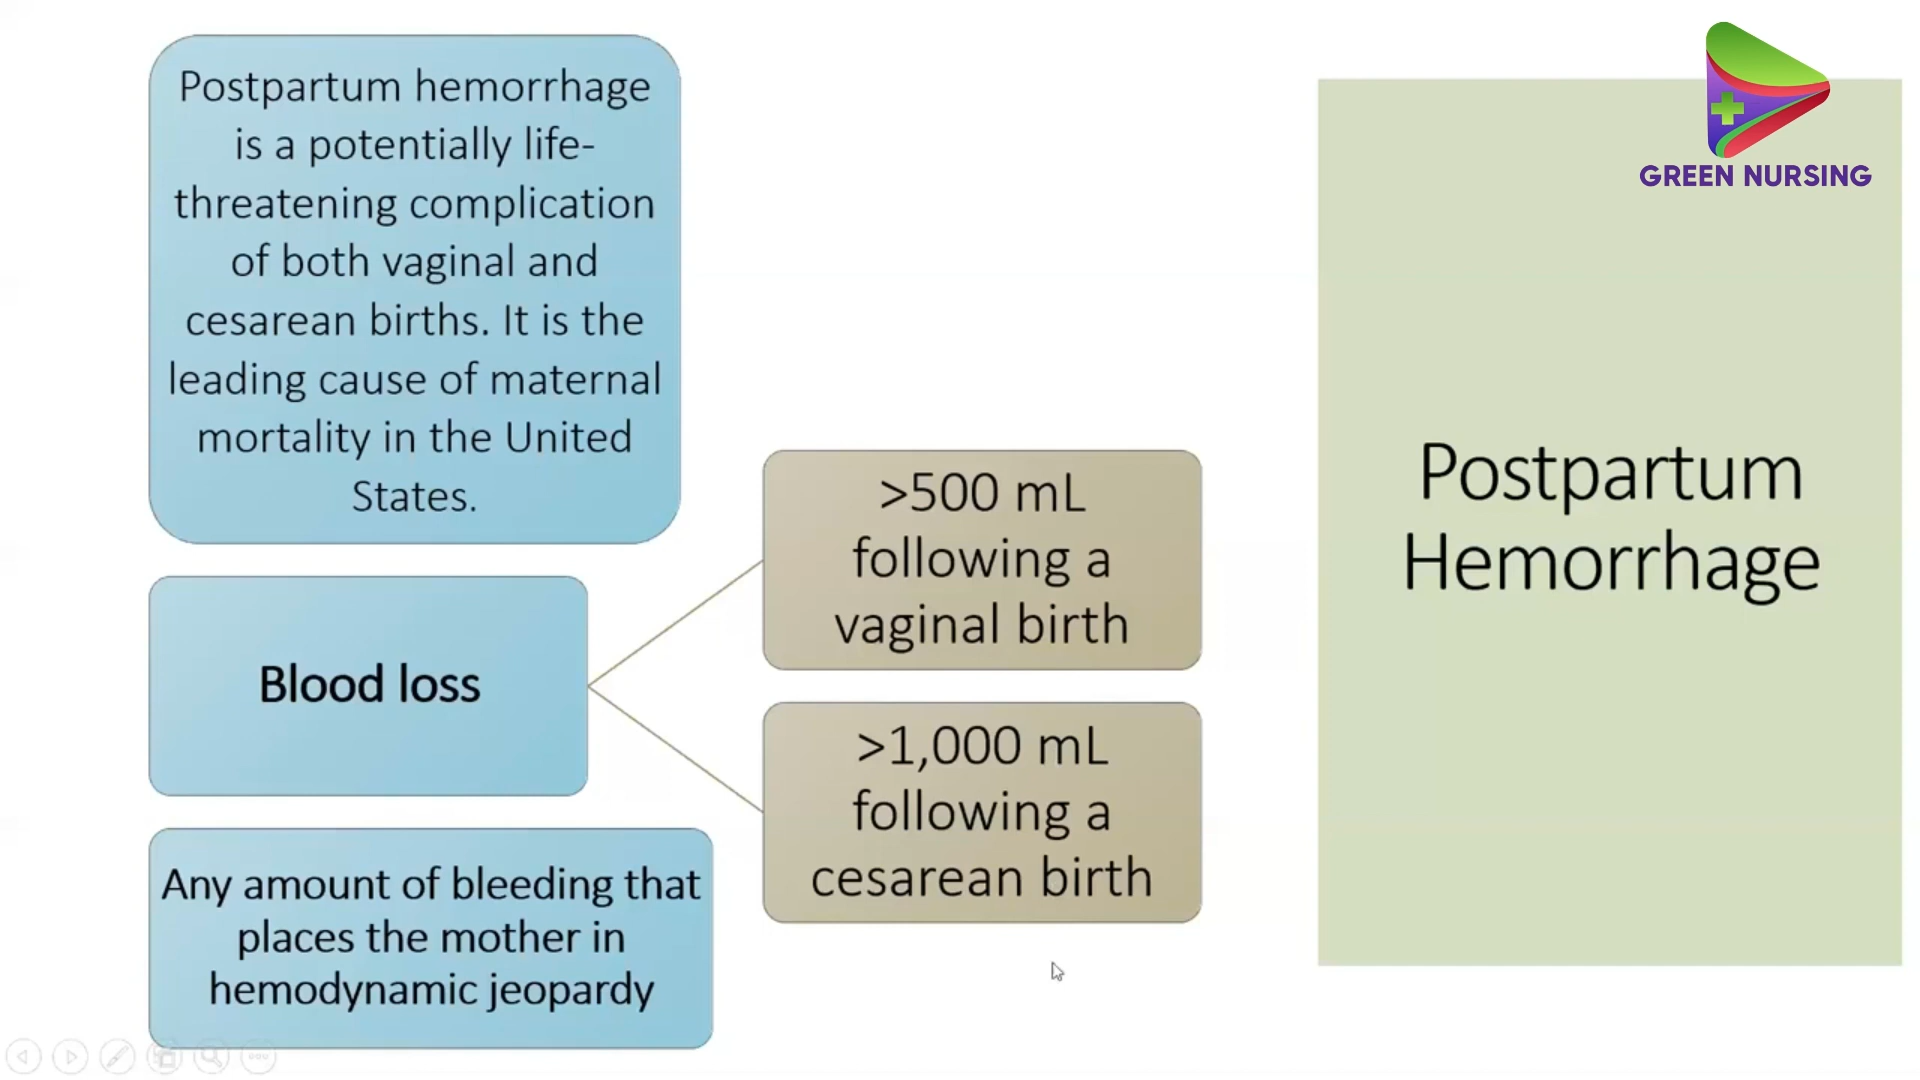 Postpartum hemorrhage
is a potentially life-
threatening complication
of both vaginal and
cesarean births. It is the
leading cause of maternal
mortality in the United
States.
Blood loss
>500 mL
following a
vaginal birth
>1,000 mL
following a
cesarean birth
Any amount of bleeding that
places the mother in
hemodynamic jeopardy
GREEN NURSING
Postpartum
Hemorrhage